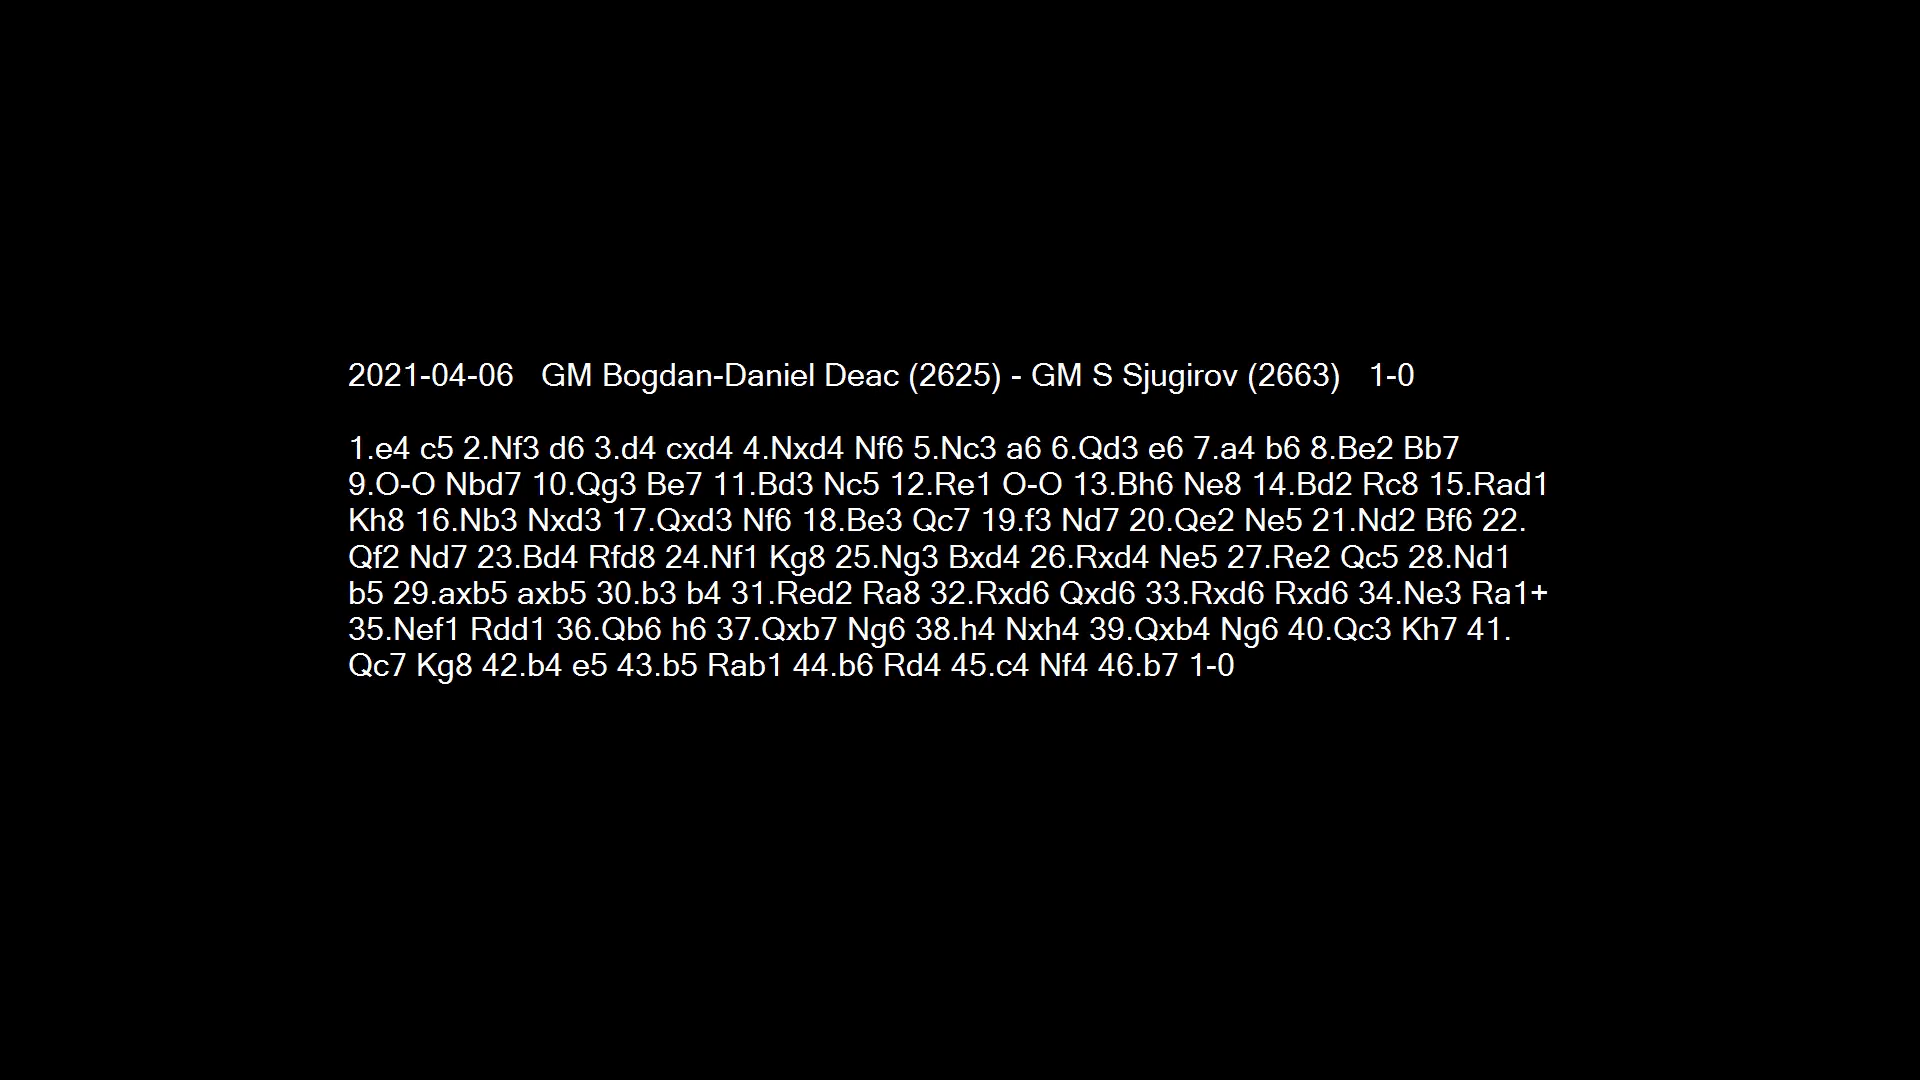 2021-04-06 GM Bogdan-Daniel Deac (2625) - GM S Sjugirov (2663) 1-0
1.e4 c5 2.Nf3 d6 3.d4 cxd4 4.Nxd4 Nf6 5.Nc3 a6 6.Qd3 e6 7.a4 b6 8.Be2 Bb7
9.O-O Nbd7 10.Qg3 Be7 11.Bd3 Nc5 12.Re1 O-O 13.Bh6 Ne8 14.Bd2 Rc8 15.Rad1
Kh8 16.Nb3 Nxd3 17.Qxd3 Nf6 18.Be3 Qc7 19.f3 Nd7 20.Qe2 Ne5 21.Nd2 Bf6 22.
Qf2 Nd7 23.Bd4 Rfd8 24.Nf1 Kg8 25.Ng3 Bxd4 26.Rxd4 Ne5 27.Re2 Qc5 28.Nd1
b5 29.axb5 axb5 30.b3 b4 31.Red2 Ra8 32.Rxd6 Qxd6 33.Rxd6 Rxd6 34.Ne3 Ra1+
35.Nef1 Rdd1 36.Qb6 h6 37.Qxb7 Ng6 38.h4 Nxh4 39.Qxb4 Ng6 40.Qc3 Kh7 41.
Qc7 Kg8 42.b4 e5 43.b5 Rab1 44.b6 Rd4 45.c4 Nf4 46.b7 1-0